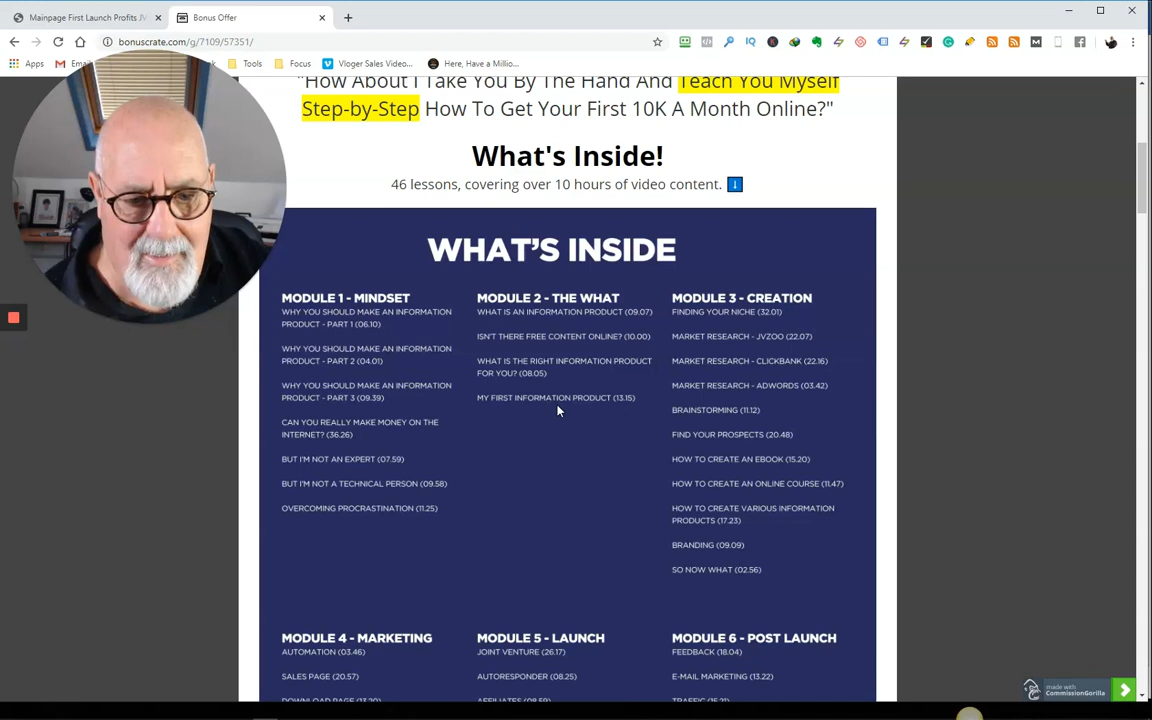 Mainpage First Launch Profits JV
Bonus Offer
bonuscrate.com/g/7109/57351/
Apps
Tools
Focus
Vloger Sales Video...
Here, Have a Millio...
"How About I Take You By The Hand And Teach You Myself
Step-by-Step How To Get Your First 10K A Month Online?"
What's Inside!
46 lessons, covering over 10 hours of video content.
WHAT'S INSIDE
MODULE 1 - MINDSET
WHY YOU SHOULD MAKE AN INFORMATION
PRODUCT - PART 1 (06.10)
WHY YOU SHOULD MAKE AN INFORMATION
PRODUCT - PART 2 (04.01)
WHY YOU SHOULD MAKE AN INFORMATION
PRODUCT - PART 3 (09.39)
CAN YOU REALLY MAKE MONEY ON THE
INTERNET? (36.26)
BUT I'M NOT AN EXPERT (07.59)
BUT I'M NOT A TECHNICAL PERSON (09.58)
OVERCOMING PROCRASTINATION (11.25)
MODULE 2 - THE WHAT
WHAT IS AN INFORMATION PRODUCT (09.07)
ISN'T THERE FREE CONTENT ONLINE? (10.00)
WHAT IS THE RIGHT INFORMATION PRODUCT
FOR YOU? (08.05)
MY FIRST INFORMATION PRODUCT (13.15)
MODULE 3 - CREATION
FINDING YOUR NICHE (32.01)
MARKET RESEARCH - JVZOO (22.07)
MARKET RESEARCH - CLICKBANK (22.16)
MARKET RESEARCH - ADWORDS (03.42)
BRAINSTORMING (11.12)
FIND YOUR PROSPECTS (20.48)
HOW TO CREATE AN EBOOK (15.20)
HOW TO CREATE AN ONLINE COURSE (11.47)
HOW TO CREATE VARIOUS INFORMATION
PRODUCTS (17.23)
BRANDING (09.09)
SO NOW WHAT (02.56)
MODULE 4 - MARKETING
AUTOMATION (03.46)
SALES PAGE (20.57)
DOWNLOAD PAGE (13.20)
MODULE 5 - LAUNCH
JOINT VENTURE (26.17)
AUTORESPONDER (08.25)
AFFILIATES (08.59)
MODULE 6 - POST LAUNCH
FEEDBACK (18.04)
E-MAIL MARKETING (13.22)
TRAFFIC (15.21)
made with
CommissionGorilla